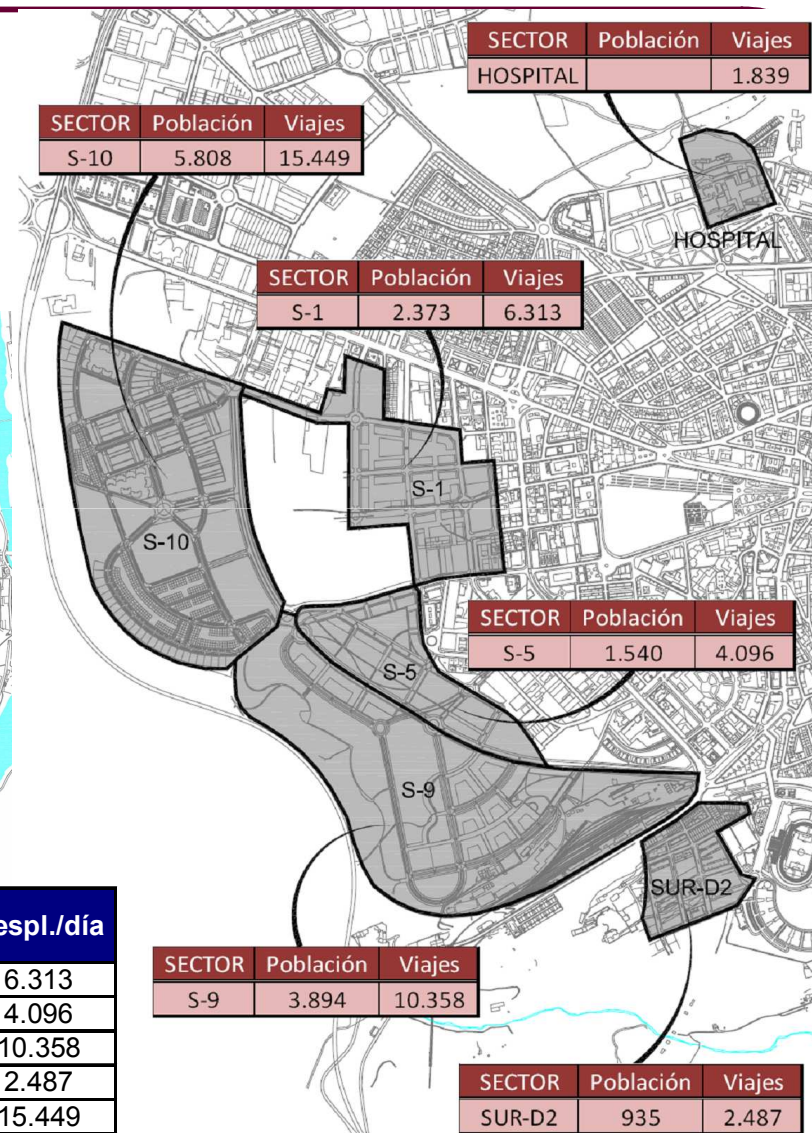 SECTOR Población Viajes
HOSPITAL 1.839
SECTOR Población Viajes
S-10 5.808 15.449
HOSPITAL
SECTOR Población Viajes
S-1 2.373 6.313
S-1
S-10
SECTOR Población Viajes
S-5 1.540 4.096
S-5
S-9
SUR-D2
espl./día
6.313
4.096
10.358
2.487
15.449
SECTOR Población Viajes
S-9 3.894 10.358
SECTOR Población Viajes
SUR-D2 935 2.487